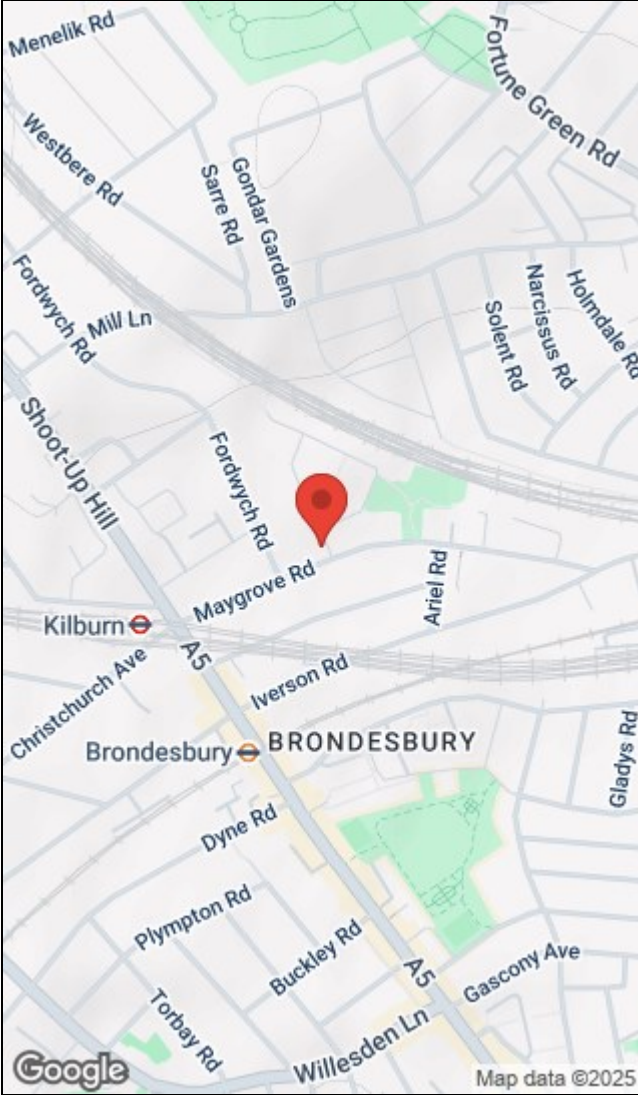 Menelik Rd
Fortune Green Rd
Westbere Rd
Sarre Rd
Gondar Gardens
Fordwych Rd
Mill Ln
Narcissus Rd
Holmdale Rd
Solent Rd
Shoot-Up Hill
Fordwych Rd
Maygrove Rd
Ariel Rd
Kilburn
A5
Christchurch Ave
Iverson Rd
Brondesbury
BRONDESBURY
Gladys Rd
Dyne Rd
Plympton Rd
Buckley Rd
A5
Gascony Ave
Torbay Rd
Willesden Ln
Google
Map data ©2025